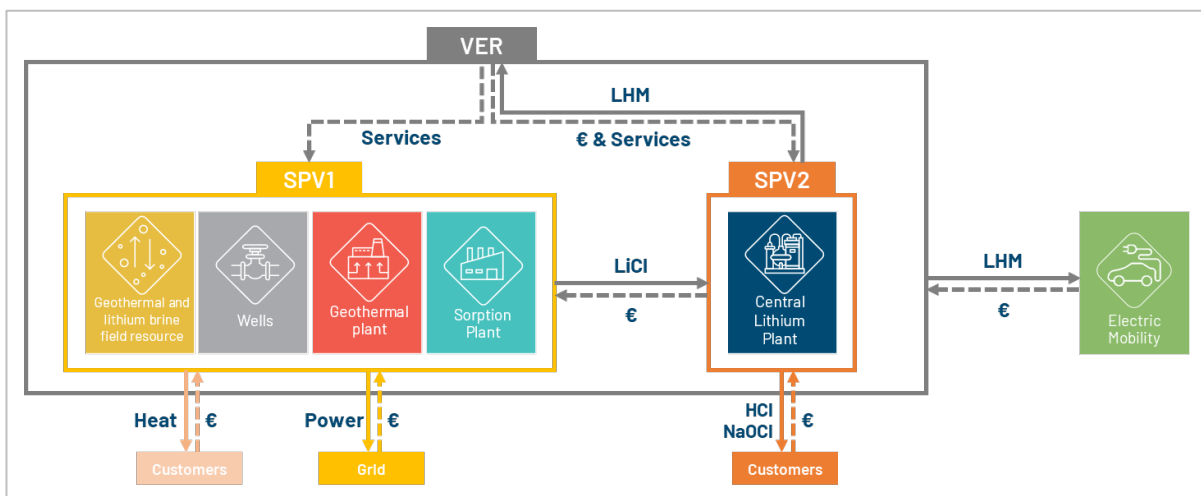 VER
LHM
Services
€ & Services
SPV1
SPV2
Geothermal and
lithium brine
field resource
Wells
Geothermal
plant
Sorption
Plant
LiCl
€
Central
Lithium
Plant
LHM
€
Electric
Mobility
Heat
€
Power
€
HCl
NaOCl
€
Customers
Grid
Customers